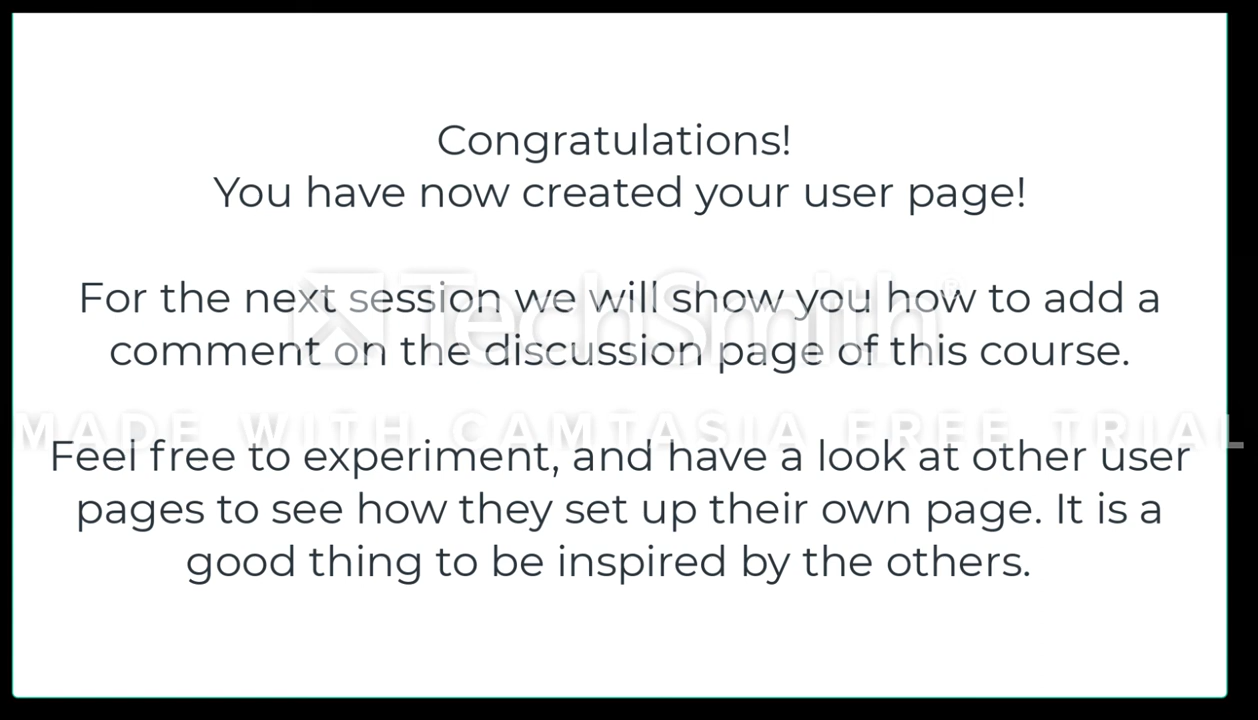 Congratulations!
You have now created your user page!
For the next session we will show you how to add a
comment on the discussion page of this course.
TechSmith®
MADE WITH CAMTASIA FREE TRIAL
Feel free to experiment, and have a look at other user
pages to see how they set up their own page. It is a
good thing to be inspired by the others.